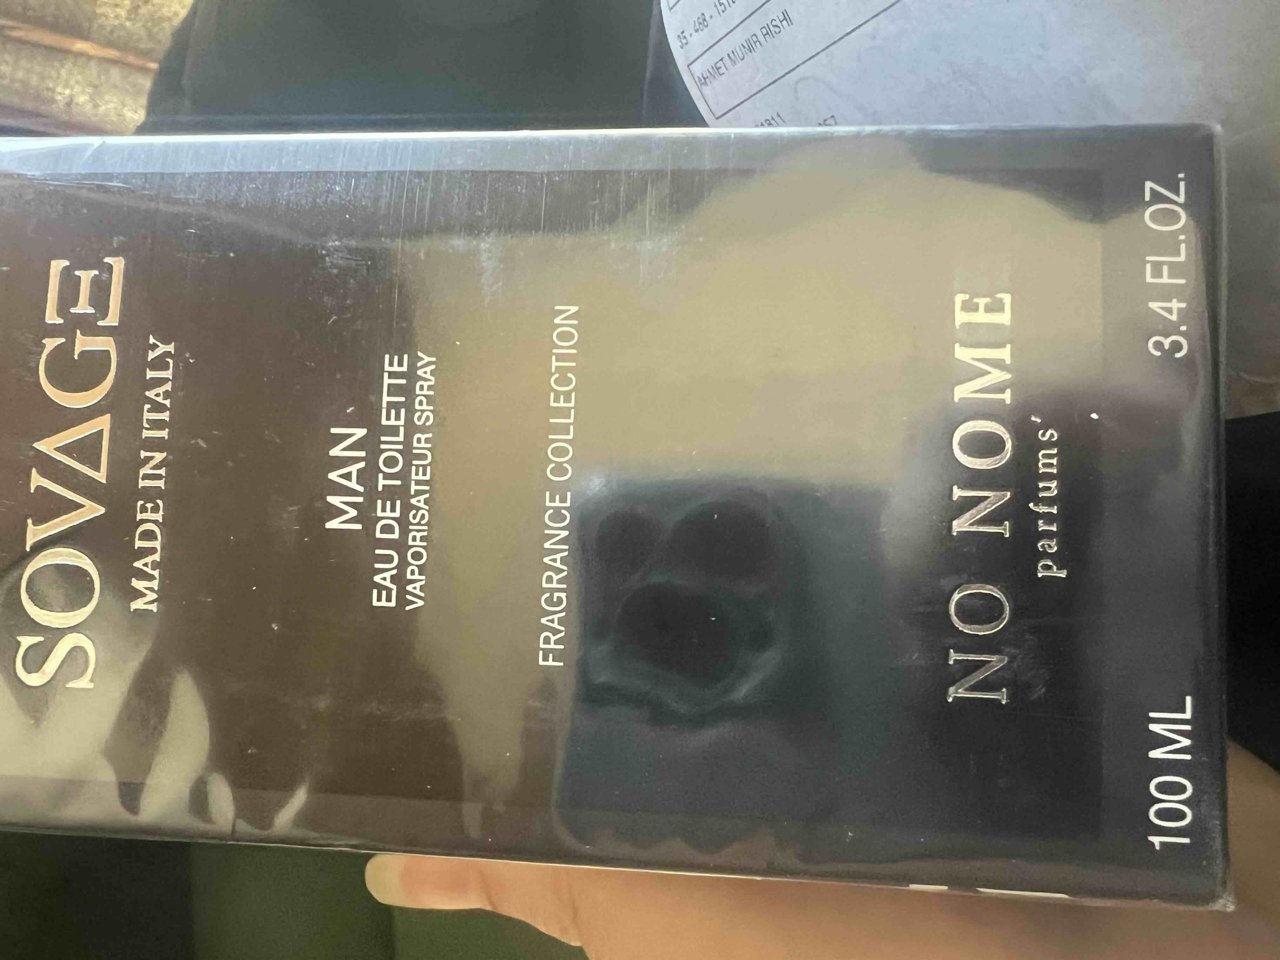 SOVAGE
MADE IN ITALY
MAN
EAU DE TOILETTE
VAPORISATEUR SPRAY
FRAGRANCE COLLECTION
NO NOME
parfums'
100 ML 3.4 FL.OZ.
AHMET MUNIR RISHI